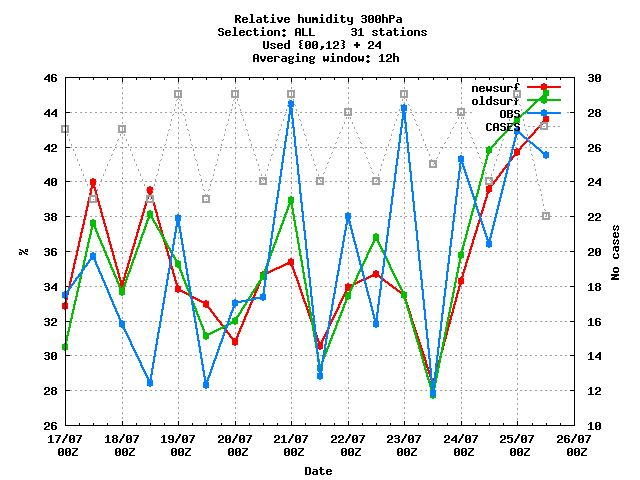 Relative humidity 300hPa
Selection: ALL     31 stations
Used {00,12} + 24
Averaging window: 12h
newsurf
oldsurf
OBS
CASES
46
44
42
40
38
36
34
32
30
28
26
%
30
28
26
24
22
20
18
16
14
12
10
No cases
17/07 18/07 19/07 20/07 21/07 22/07 23/07 24/07 25/07 26/07
00Z 00Z 00Z 00Z 00Z 00Z 00Z 00Z 00Z 00Z
Date